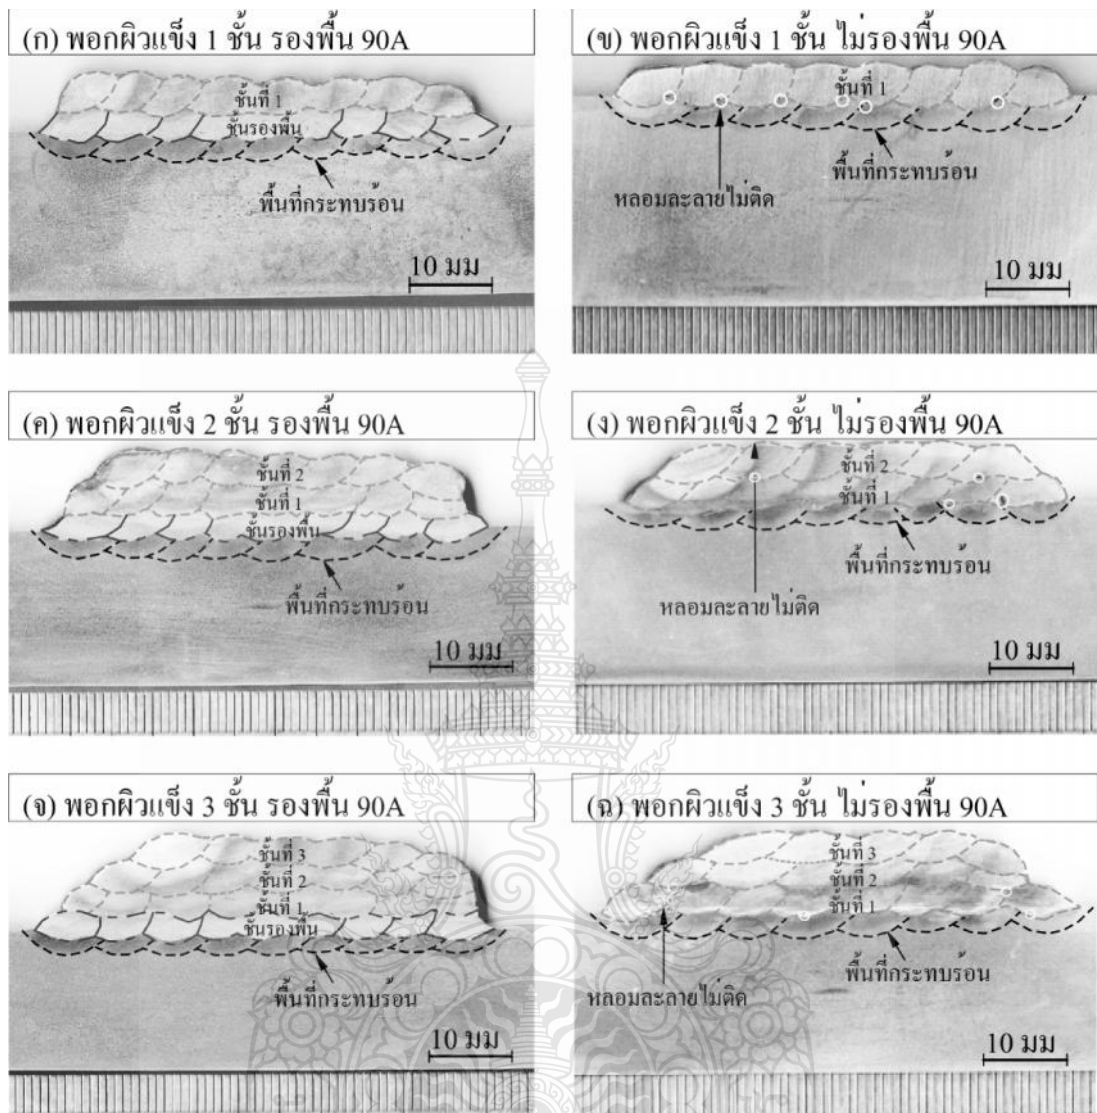 (ก) พอกผิวแข็ง 1 ชั้น รองพื้น 90A
ชั้นที่ 1
ชั้นรองพื้น
พื้นที่กระทบร้อน
10 มม
(ข) พอกผิวแข็ง 1 ชั้น ไม่รองพื้น 90A
ชั้นที่ 1
พื้นที่กระทบร้อน
หลอมละลายไม่ติด
10 มม
(ค) พอกผิวแข็ง 2 ชั้น รองพื้น 90A
ชั้นที่ 2
ชั้นที่ 1
ชั้นรองพื้น
พื้นที่กระทบร้อน
10 มม
(ง) พอกผิวแข็ง 2 ชั้น ไม่รองพื้น 90A
ชั้นที่ 2
ชั้นที่ 1
พื้นที่กระทบร้อน
หลอมละลายไม่ติด
10 มม
(จ) พอกผิวแข็ง 3 ชั้น รองพื้น 90A
ชั้นที่ 3
ชั้นที่ 2
ชั้นที่ 1
ชั้นรองพื้น
พื้นที่กระทบร้อน
10 มม
(ฉ) พอกผิวแข็ง 3 ชั้น ไม่รองพื้น 90A
ชั้นที่ 3
ชั้นที่ 2
ชั้นที่ 1
พื้นที่กระทบร้อน
หลอมละลายไม่ติด
10 มม